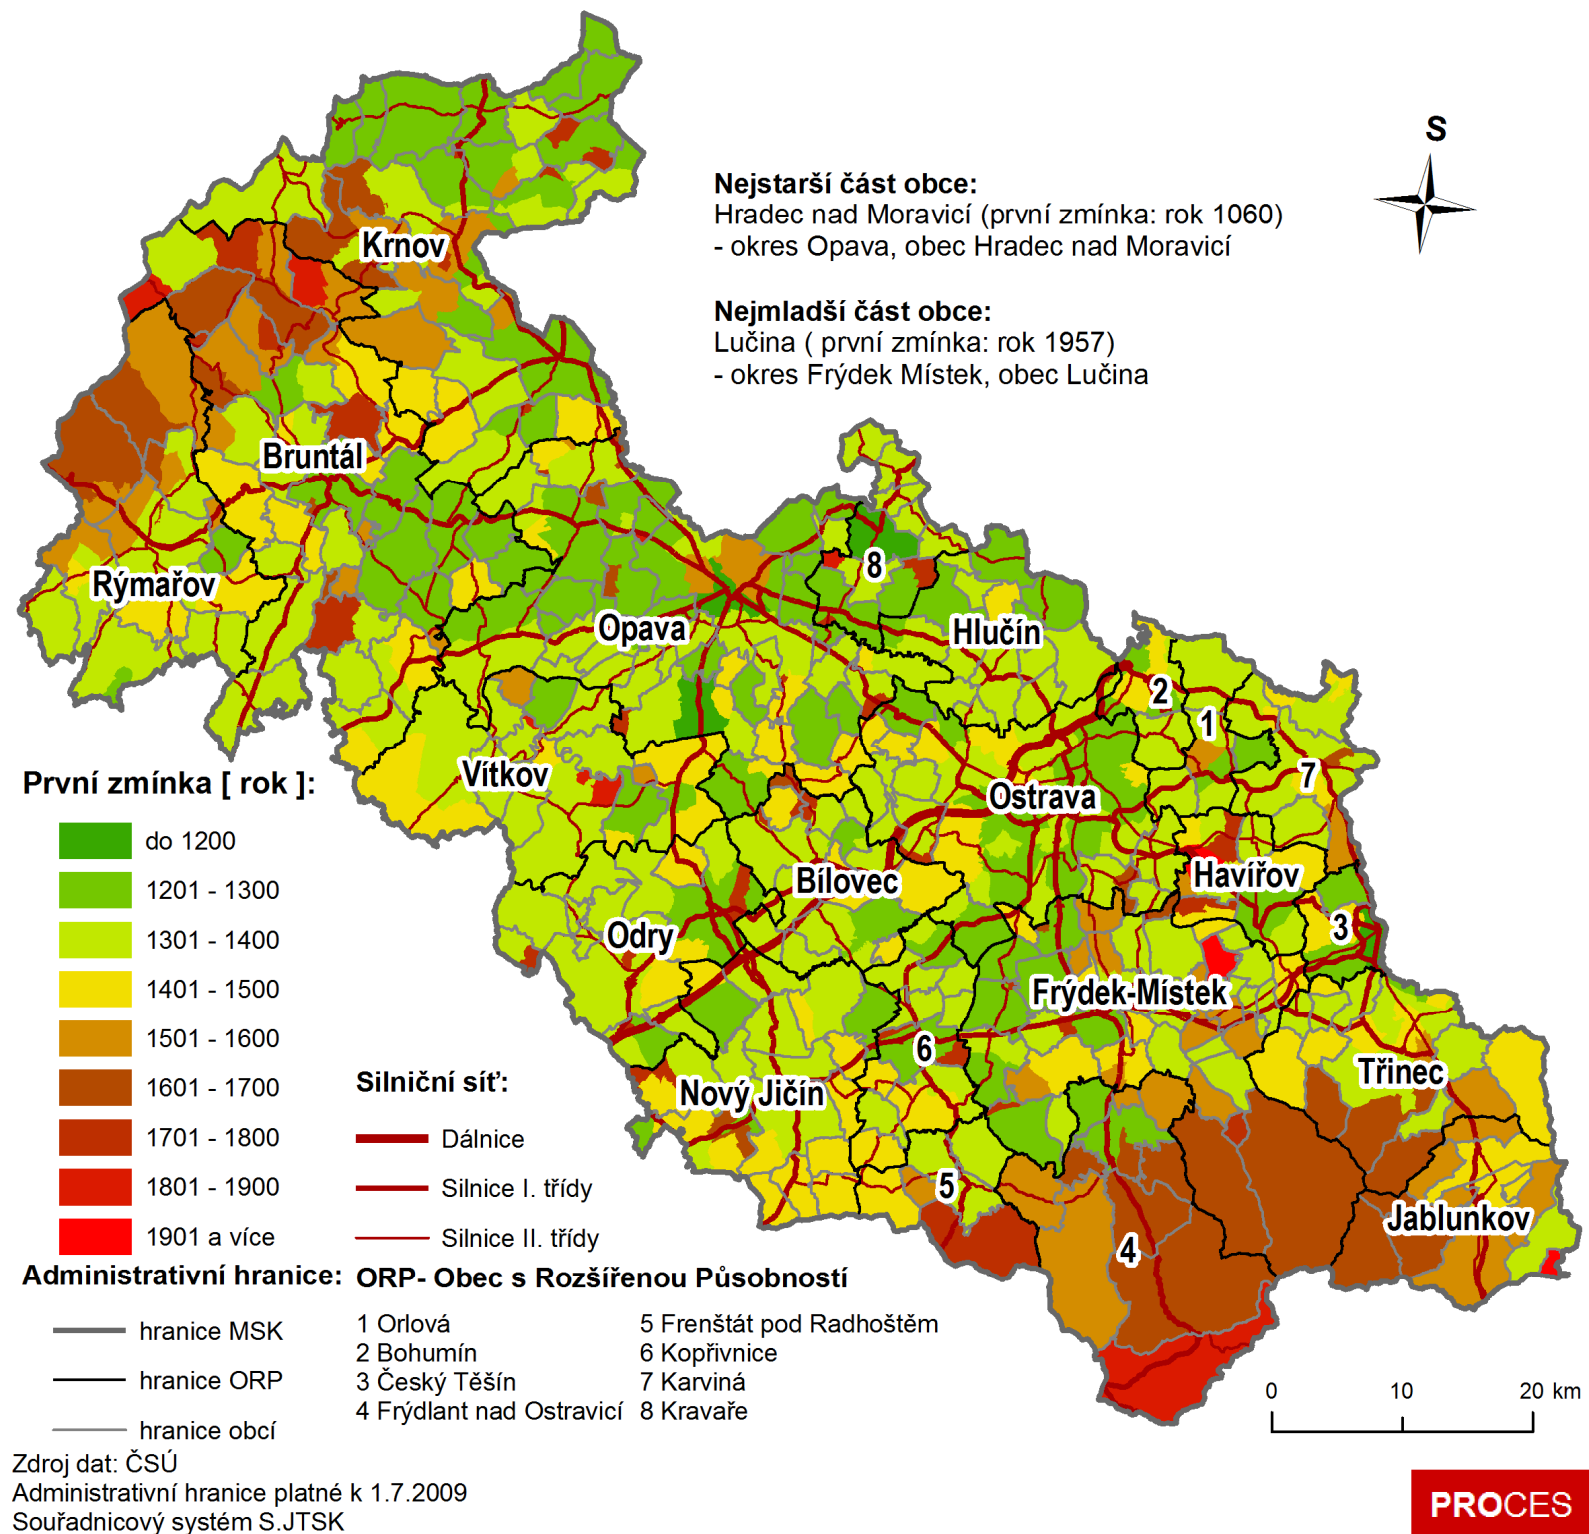 S
Nejstarší část obce:
Hradec nad Moravicí (první zmínka: rok 1060)
- okres Opava, obec Hradec nad Moravicí
Nejmladší část obce:
Lučina ( první zmínka: rok 1957)
- okres Frýdek Místek, obec Lučina
Krnov
Bruntál
Rýmařov
8
Opava
Hlučín
2
1
Vítkov
7
Ostrava
Bílovec
Havířov
Odry
3
Frýdek-Místek
6
Třinec
Nový Jičín
5
Jablunkov
4
První zmínka [ rok ]:
do 1200
1201 - 1300
1301 - 1400
1401 - 1500
1501 - 1600
1601 - 1700
1701 - 1800
1801 - 1900
1901 a více
Silniční síť:
Dálnice
Silnice I. třídy
Silnice II. třídy
Administrativní hranice:
hranice MSK
hranice ORP
hranice obcí
ORP- Obec s Rozšířenou Působností
1 Orlová
2 Bohumín
3 Český Těšín
4 Frýdlant nad Ostravicí
5 Frenštát pod Radhoštěm
6 Kopřivnice
7 Karviná
8 Kravaře
0 10 20 km
Zdroj dat: ČSÚ
Administrativní hranice platné k 1.7.2009
Souřadnicový systém S.JTSK
PROCES